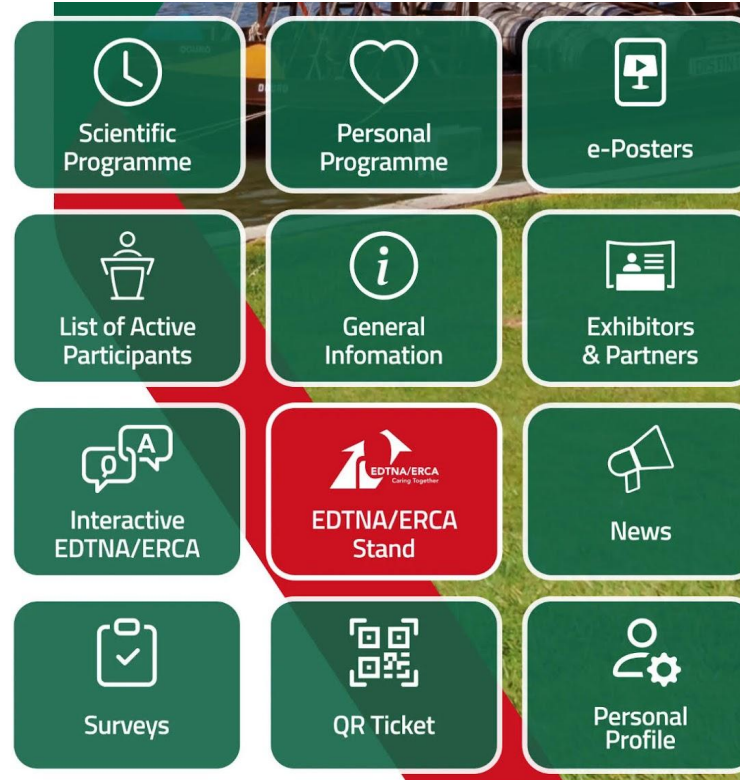 Scientific
Programme
Personal
Programme
e-Posters
List of Active
Participants
i
General
Infomation
Exhibitors
& Partners
Q
A
Interactive
EDTNA/ERCA
EDTNA/ERCA
Caring Together
EDTNA/ERCA
Stand
News
Surveys
QR Ticket
Personal
Profile